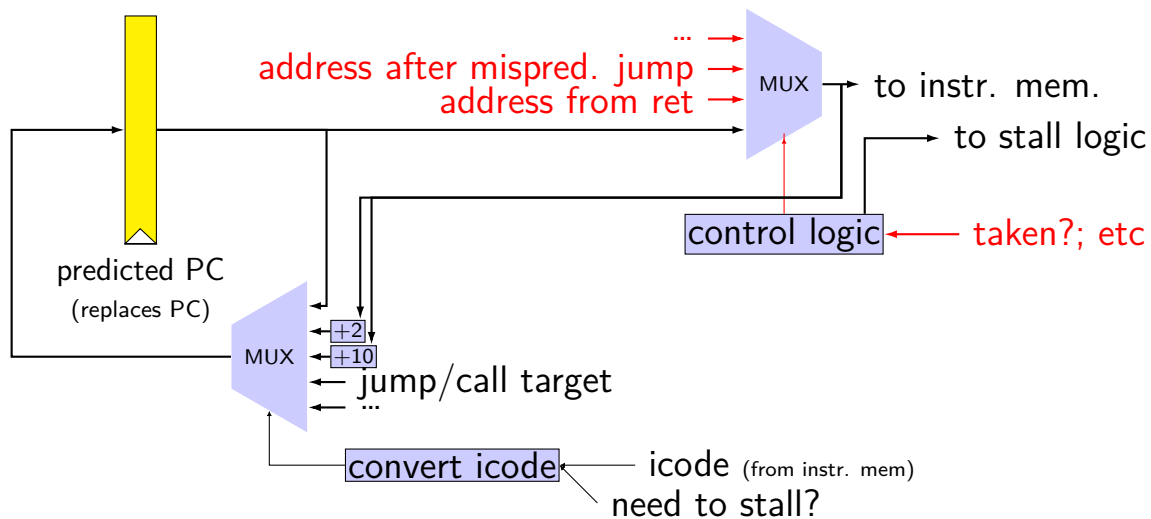 ...
address after mispred. jump
address from ret
MUX
to instr. mem.
to stall logic
control logic
taken?; etc
predicted PC
(replaces PC)
MUX
+2
+10
jump/call target
...
convert icode
icode (from instr. mem)
need to stall?